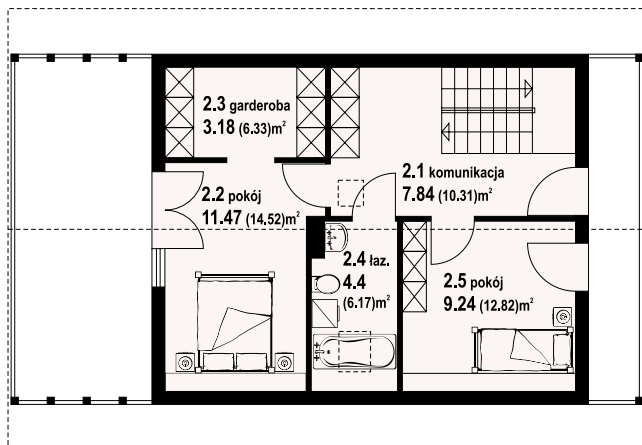 2.3 garderoba
3.18 (6.33)m²
2.1 komunikacja
7.84 (10.31)m²
2.2 pokój
11.47 (14.52)m²
2.4 łaz.
4.4
(6.17)m²
2.5 pokój
9.24 (12.82)m²